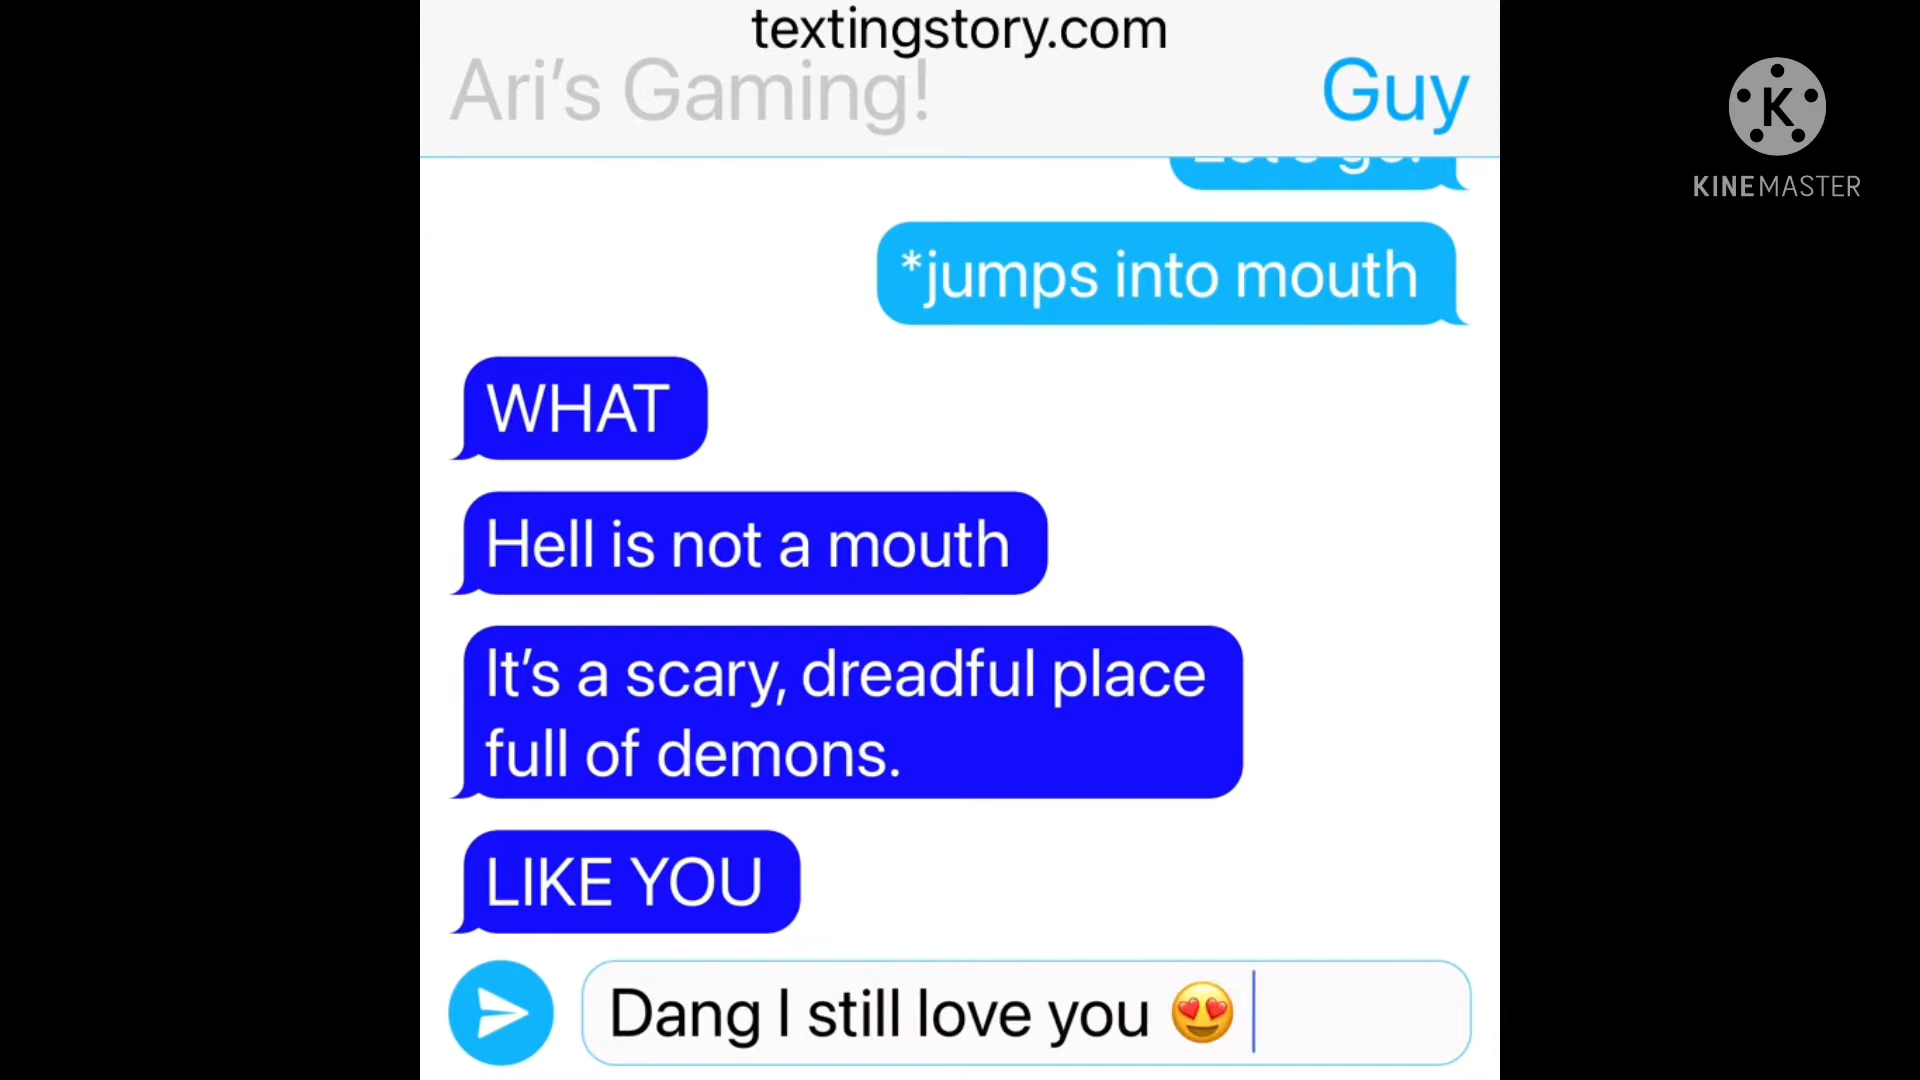 textingstory.com
Ari’s Gaming!
Guy
K
KINEMASTER
*jumps into mouth
WHAT
Hell is not a mouth
It’s a scary, dreadful place
full of demons.
LIKE YOU
Dang I still love you 😍